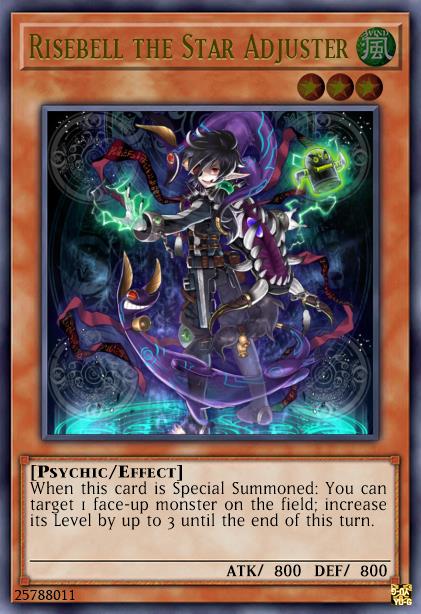 RISEBELL THE STAR ADJUSTER
WIND
風
[PSYCHIC/EFFECT]
When this card is Special Summoned: You can
target 1 face-up monster on the field; increase
its Level by up to 3 until the end of this turn.
ATK/ 800 DEF/ 800
25788011